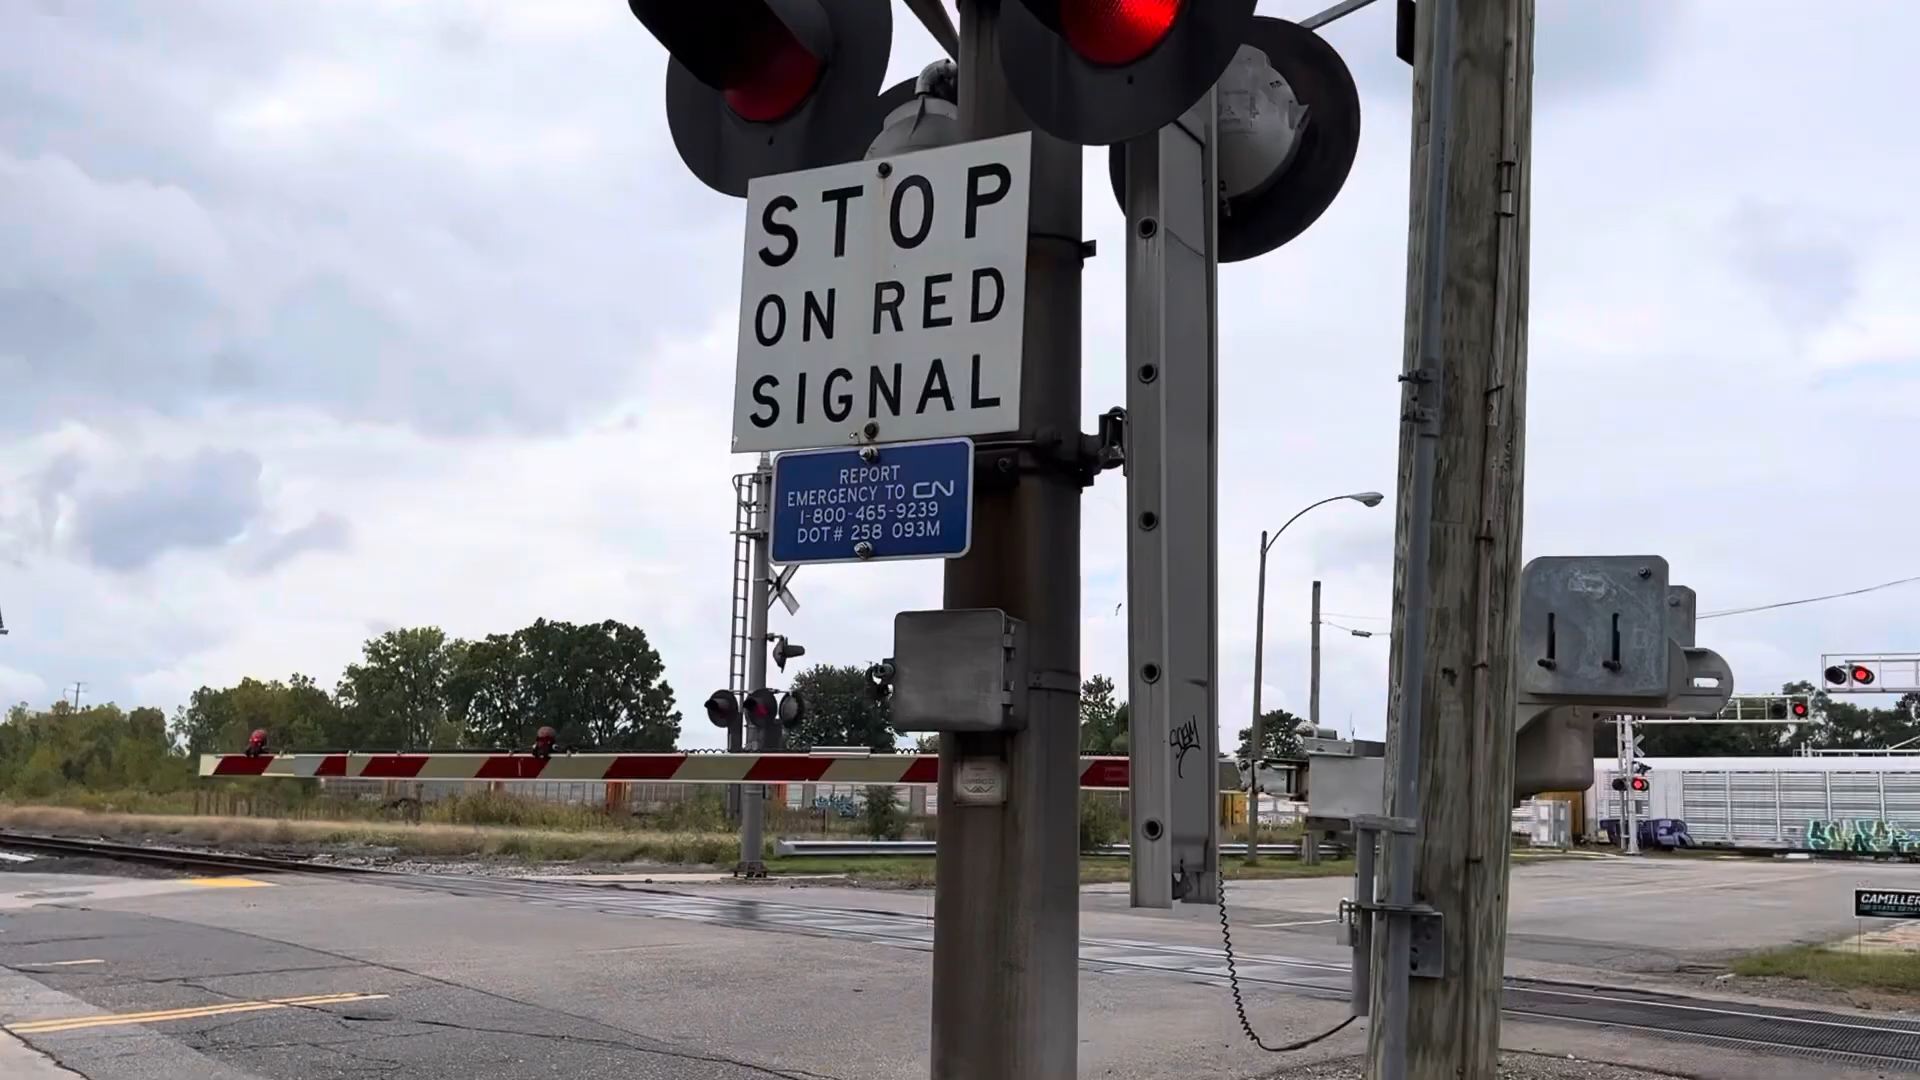 STOP
ON RED
SIGNAL
REPORT
EMERGENCY TO CN
1-800-465-9239
DOT# 258 093M
CAMILLER